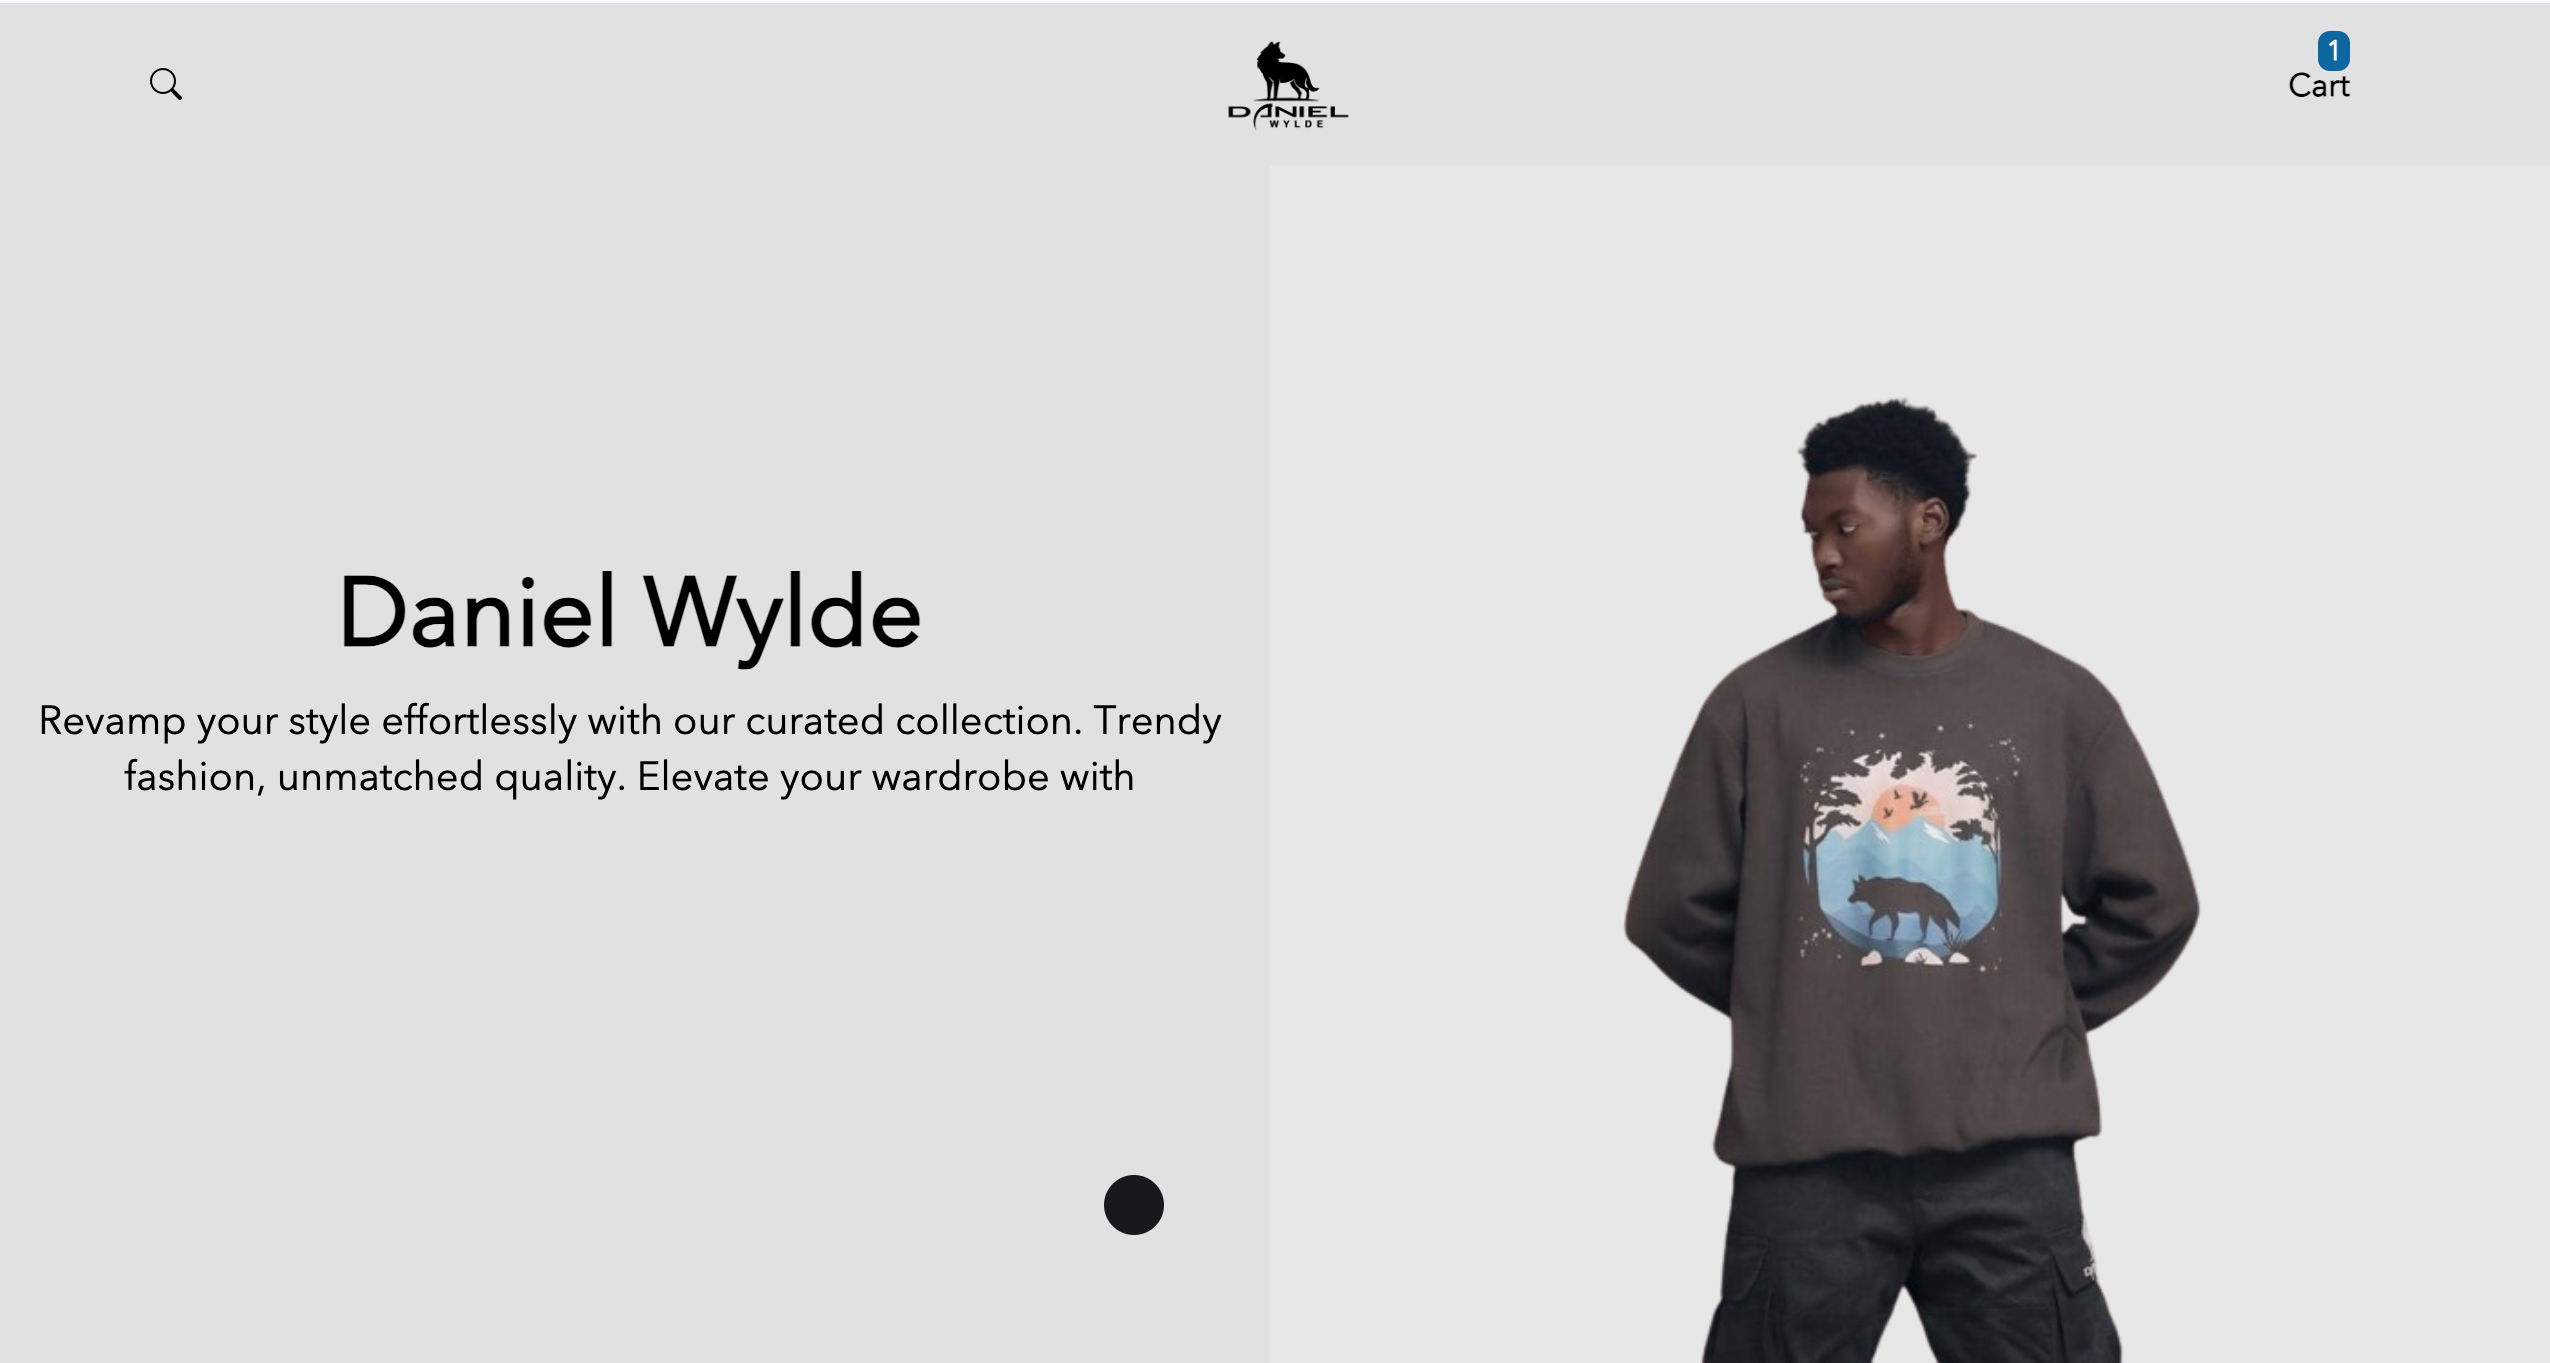 1
Cart
DANIEL
WYLDE
Daniel Wylde
Revamp your style effortlessly with our curated collection. Trendy
fashion, unmatched quality. Elevate your wardrobe with